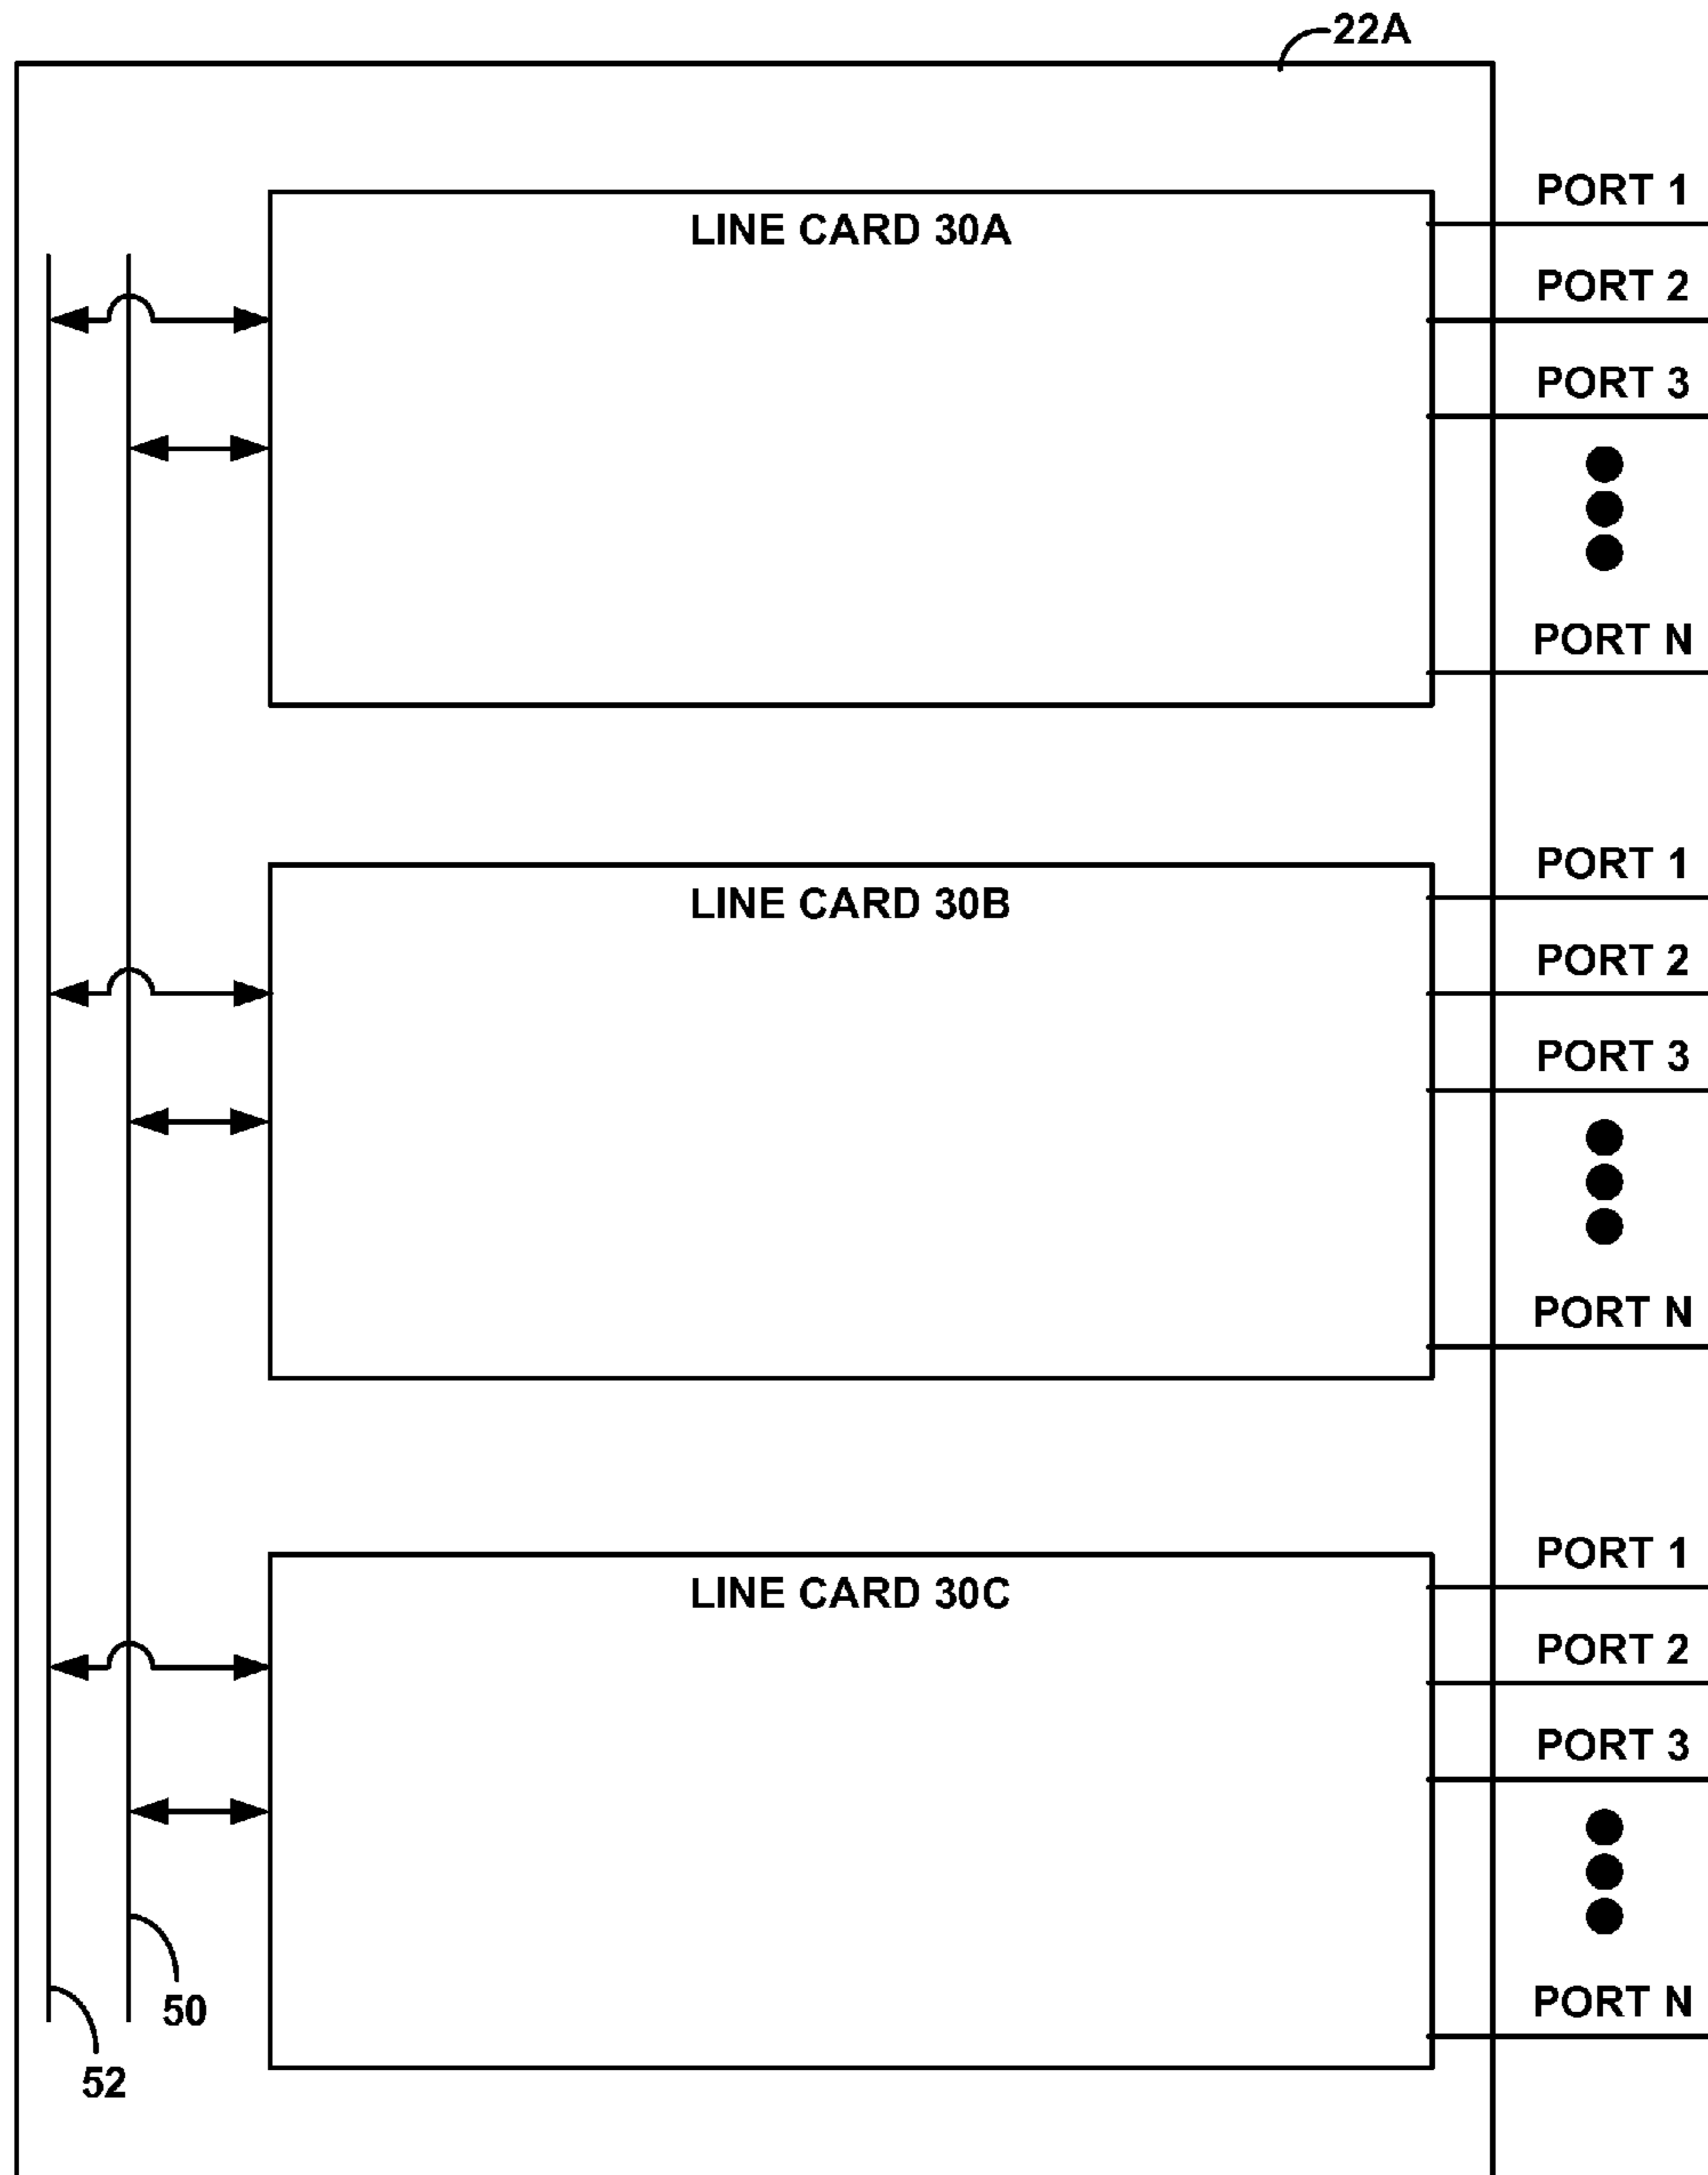 22A
LINE CARD 30A
PORT 1
PORT 2
PORT 3
PORT N
LINE CARD 30B
PORT 1
PORT 2
PORT 3
PORT N
LINE CARD 30C
PORT 1
PORT 2
PORT 3
PORT N
50
52